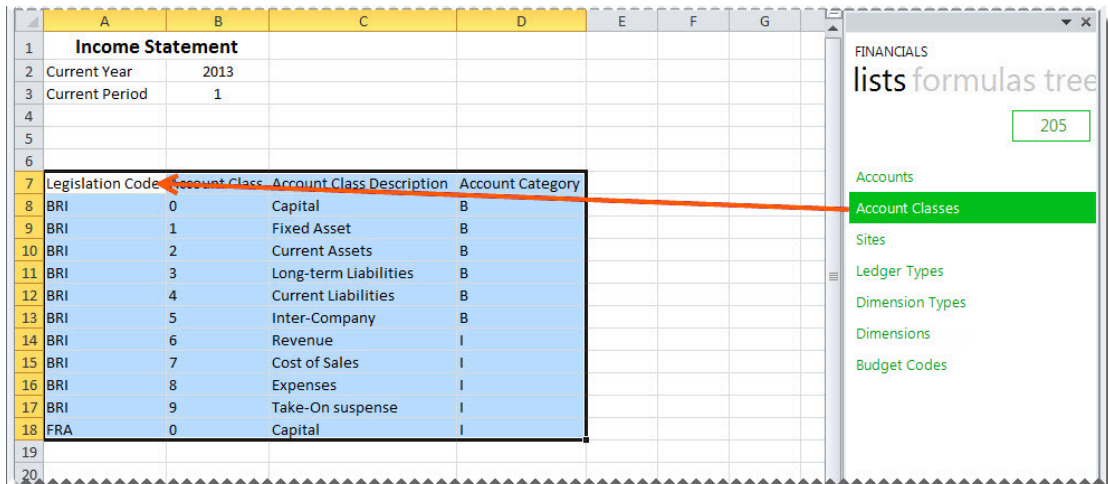 A B C D E F G
1 Income Statement
2 Current Year 2013
3 Current Period 1
4
5
6
7 Legislation Code Account Class Account Class Description Account Category
8 BRI 0 Capital B
9 BRI 1 Fixed Asset B
10 BRI 2 Current Assets B
11 BRI 3 Long-term Liabilities B
12 BRI 4 Current Liabilities B
13 BRI 5 Inter-Company B
14 BRI 6 Revenue I
15 BRI 7 Cost of Sales I
16 BRI 8 Expenses I
17 BRI 9 Take-On suspense I
18 FRA 0 Capital I
19
20
FINANCIALS
lists formulas tree
205
Accounts
Account Classes
Sites
Ledger Types
Dimension Types
Dimensions
Budget Codes